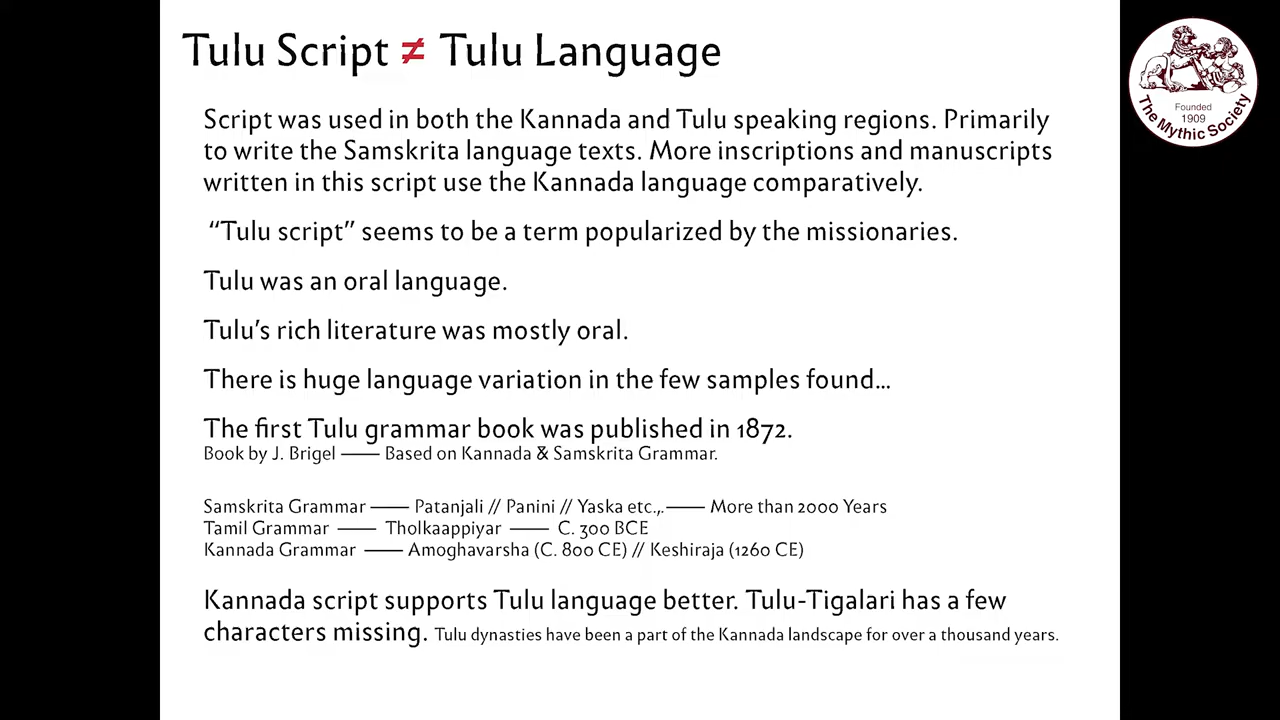 Tulu Script ≠ Tulu Language
Script was used in both the Kannada and Tulu speaking regions. Primarily
to write the Samskrita language texts. More inscriptions and manuscripts
written in this script use the Kannada language comparatively.
“Tulu script” seems to be a term popularized by the missionaries.
Tulu was an oral language.
Tulu’s rich literature was mostly oral.
There is huge language variation in the few samples found...
The first Tulu grammar book was published in 1872.
Book by J. Brigel —— Based on Kannada & Samskrita Grammar.
Samskrita Grammar —— Patanjali // Panini // Yaska etc.,. —— More than 2000 Years
Tamil Grammar —— Tholkaappiyar —— C. 300 BCE
Kannada Grammar —— Amoghavarsha (C. 800 CE) // Keshiraja (1260 CE)
Kannada script supports Tulu language better. Tulu-Tigalari has a few
characters missing. Tulu dynasties have been a part of the Kannada landscape for over a thousand years.
Founded
1909
The Mythic Society